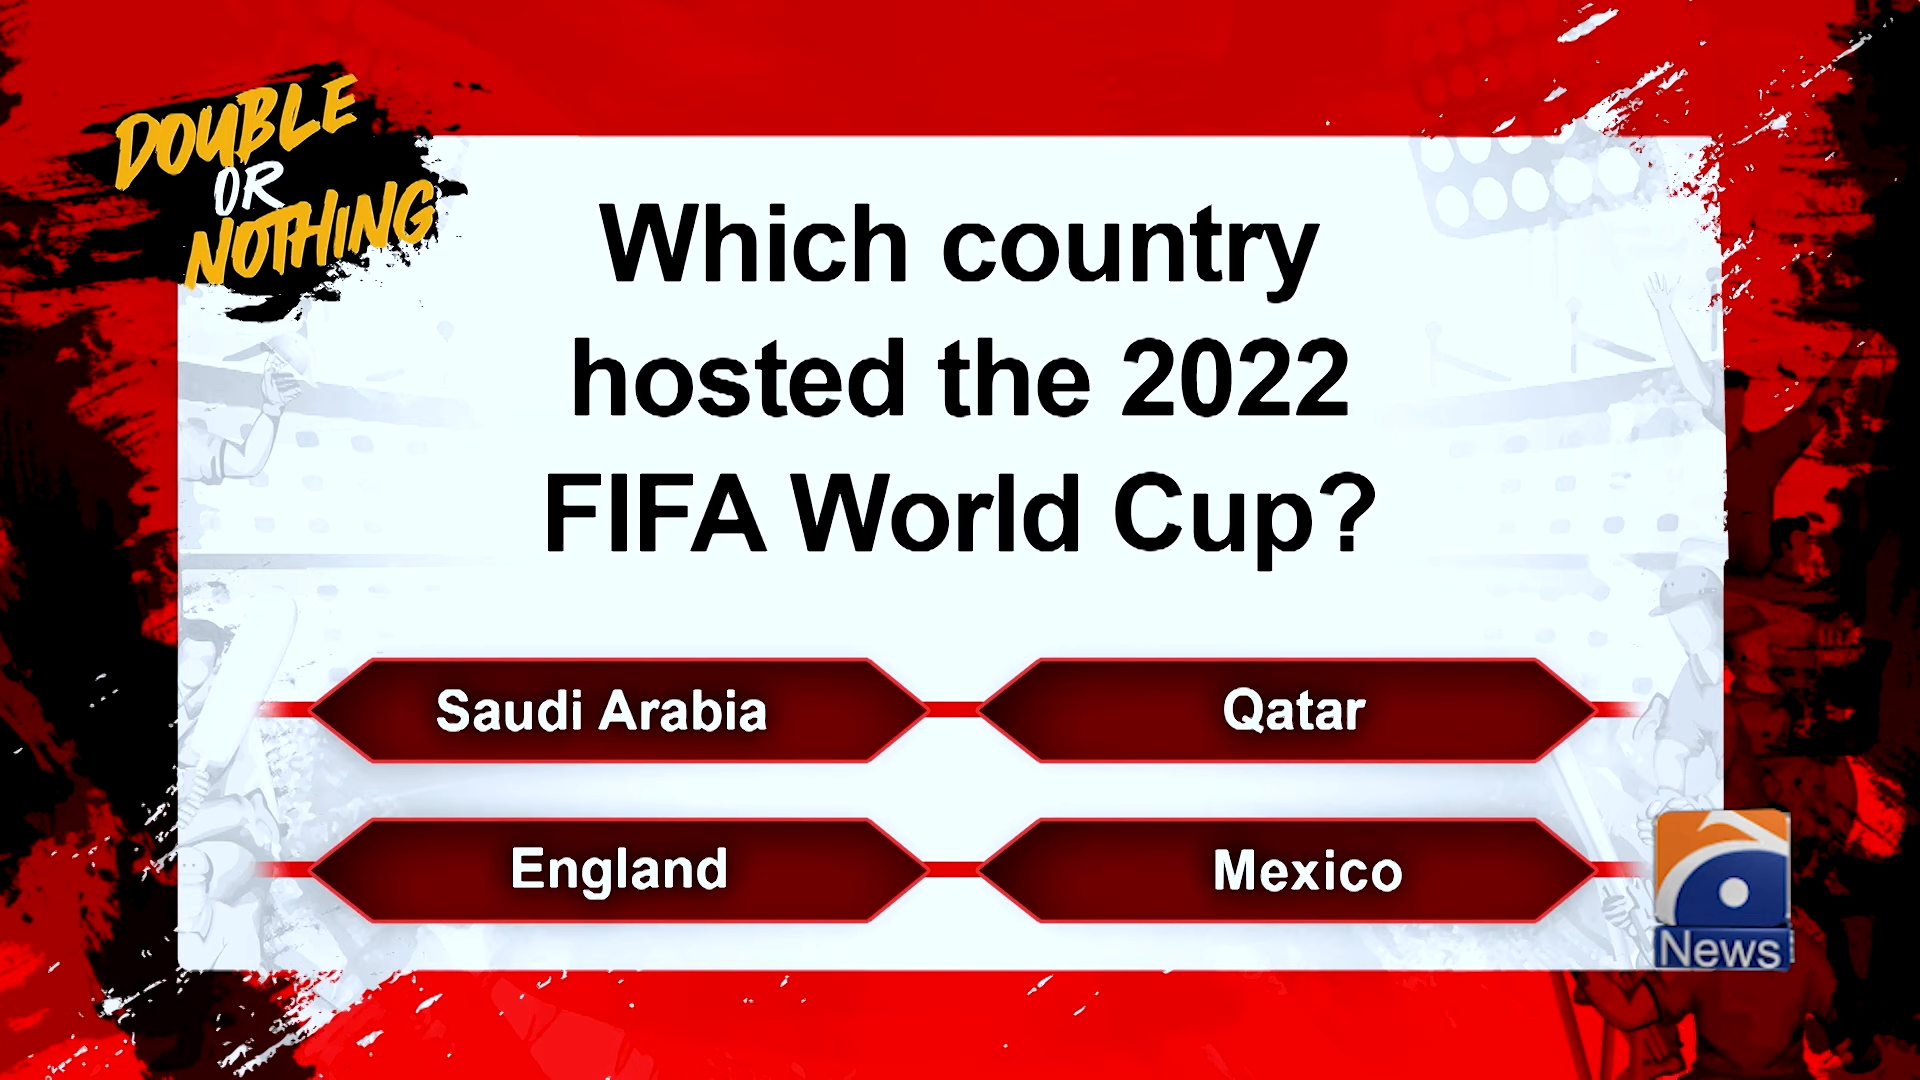 DOUBLE
OR
NOTHING
Which country
hosted the 2022
FIFA World Cup?
Saudi Arabia
Qatar
England
Mexico
News